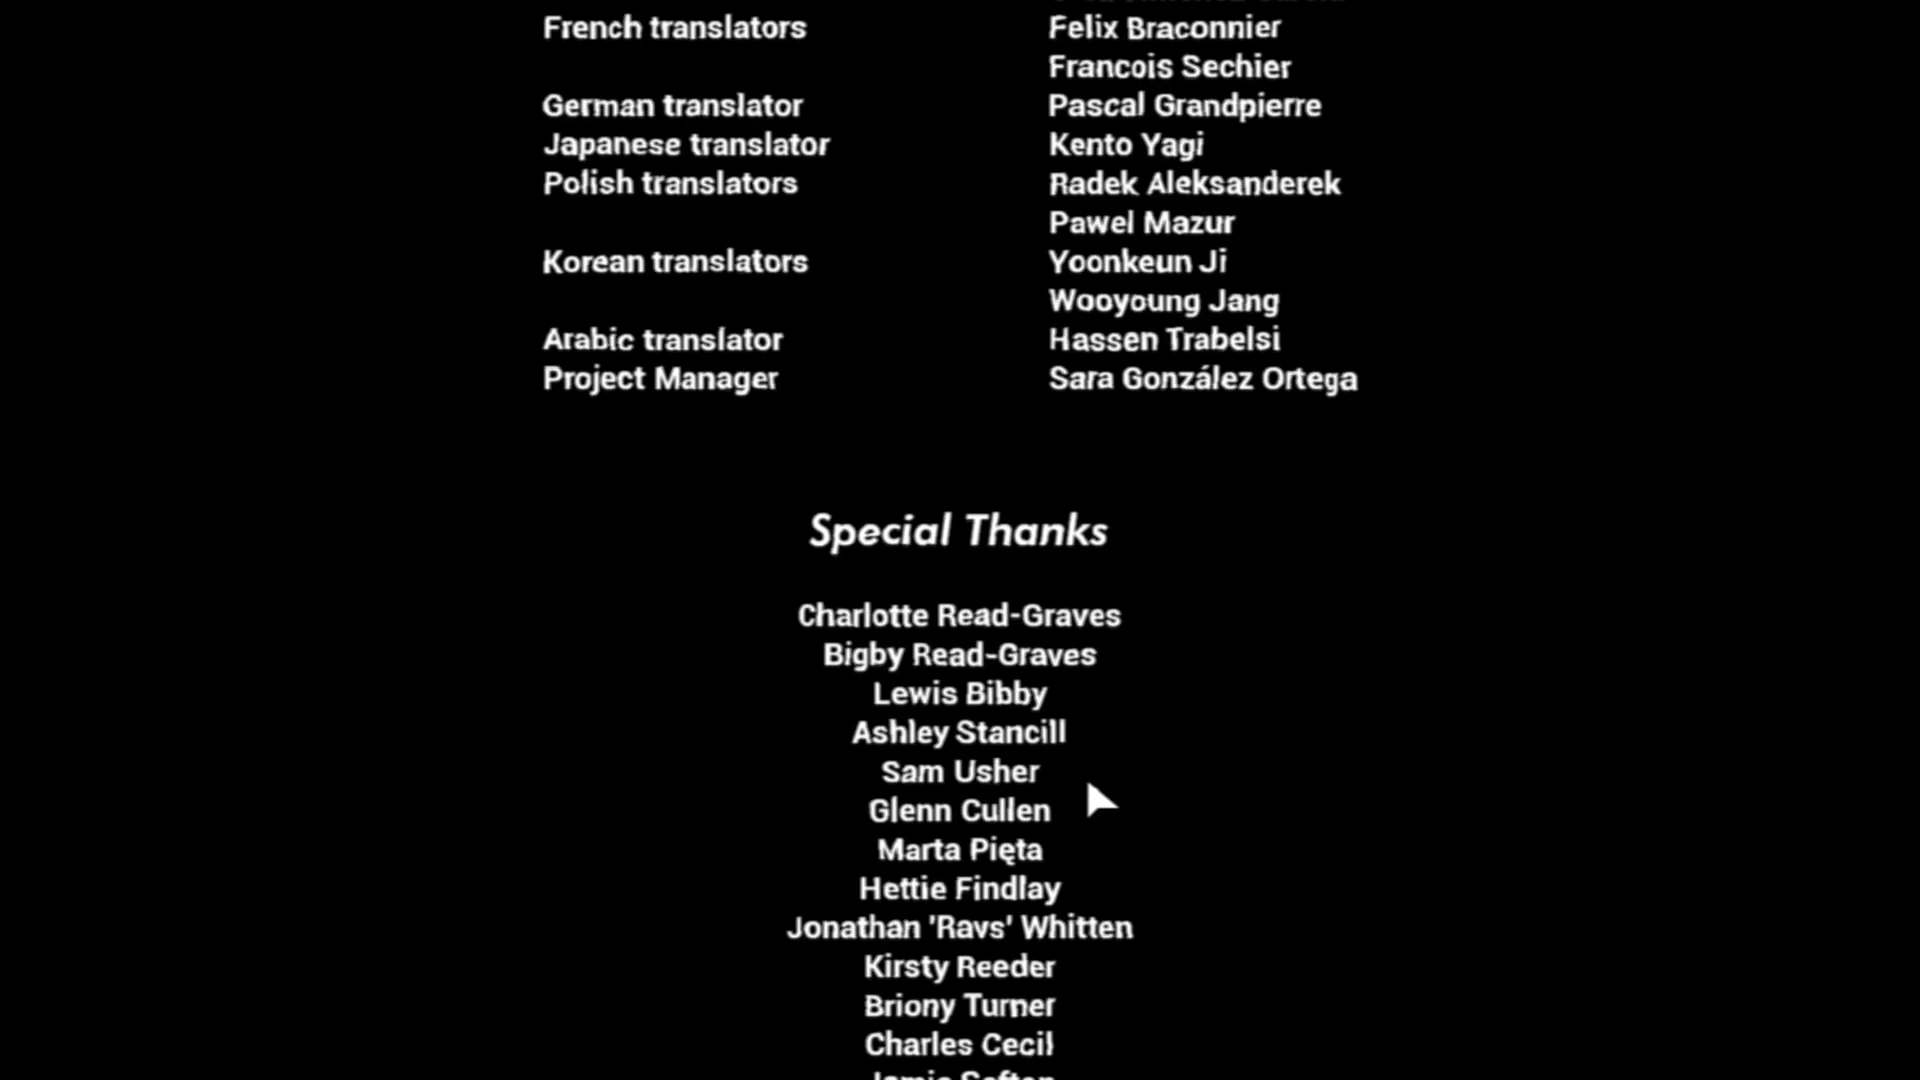 French translators Felix Braconnier
Francois Sechier
German translator Pascal Grandpierre
Japanese translator Kento Yagi
Polish translators Radek Aleksanderek
Pawel Mazur
Korean translators Yoonkeun Ji
Wooyoung Jang
Arabic translator Hassen Trabelsi
Project Manager Sara González Ortega
Special Thanks
Charlotte Read-Graves
Bigby Read-Graves
Lewis Bibby
Ashley Stancill
Sam Usher
Glenn Cullen
Marta Pięta
Hettie Findlay
Jonathan 'Ravs' Whitten
Kirsty Reeder
Briony Turner
Charles Cecil